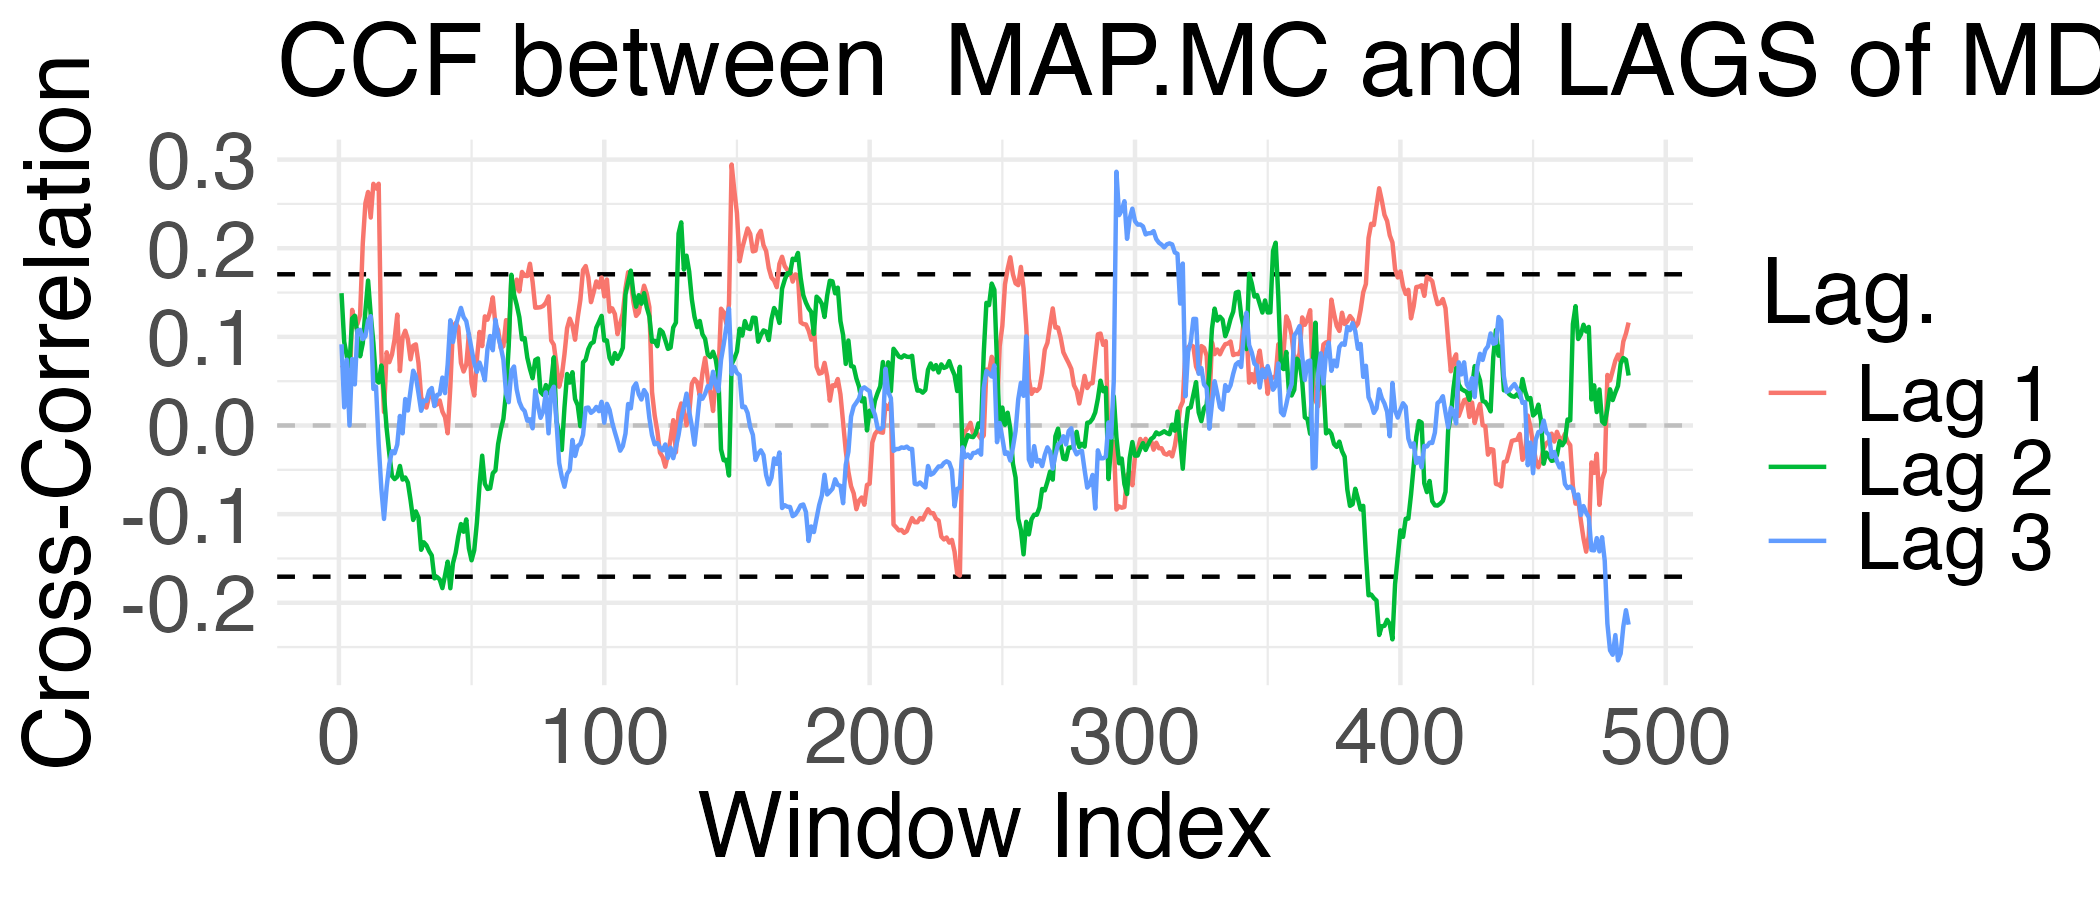 CCF between MAP.MC and LAGS of MD
Cross-Correlation
0.3
0.2
0.1
0.0
-0.1
-0.2
0 100 200 300 400 500
Window Index
Lag.
Lag 1
Lag 2
Lag 3